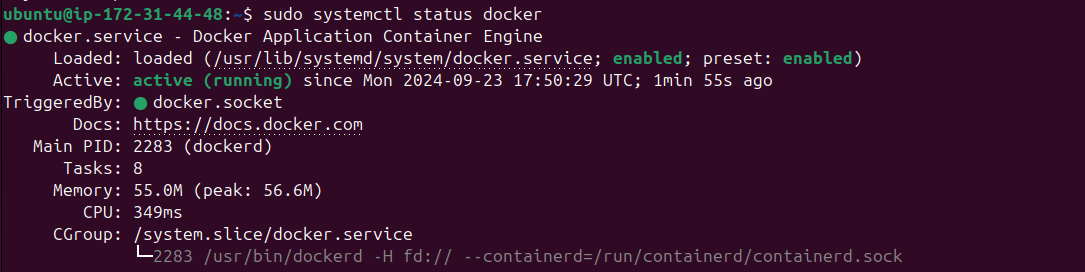 ubuntu@ip-172-31-44-48:~$ sudo systemctl status docker
● docker.service - Docker Application Container Engine
Loaded: loaded (/usr/lib/systemd/system/docker.service; enabled; preset: enabled)
Active: active (running) since Mon 2024-09-23 17:50:29 UTC; 1min 55s ago
TriggeredBy: ● docker.socket
Docs: https://docs.docker.com
Main PID: 2283 (dockerd)
Tasks: 8
Memory: 55.0M (peak: 56.6M)
CPU: 349ms
CGroup: /system.slice/docker.service
└─2283 /usr/bin/dockerd -H fd:// --containerd=/run/containerd/containerd.sock